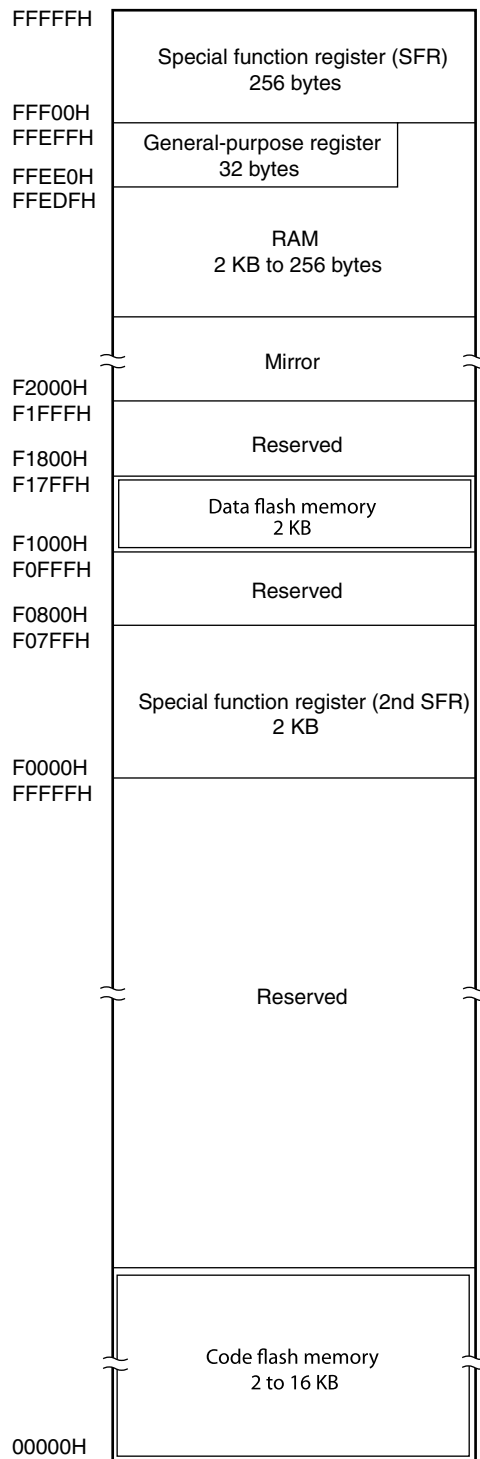 FFFFFH
Special function register (SFR)
256 bytes
FFF00H
FFEFFH
General-purpose register
32 bytes
FFEE0H
FFEDFH
RAM
2 KB to 256 bytes
Mirror
F2000H
F1FFFH
Reserved
F1800H
F17FFH
Data flash memory
2 KB
F1000H
F0FFFH
Reserved
F0800H
F07FFH
Special function register (2nd SFR)
2 KB
F0000H
FFFFFH
Reserved
Code flash memory
2 to 16 KB
00000H